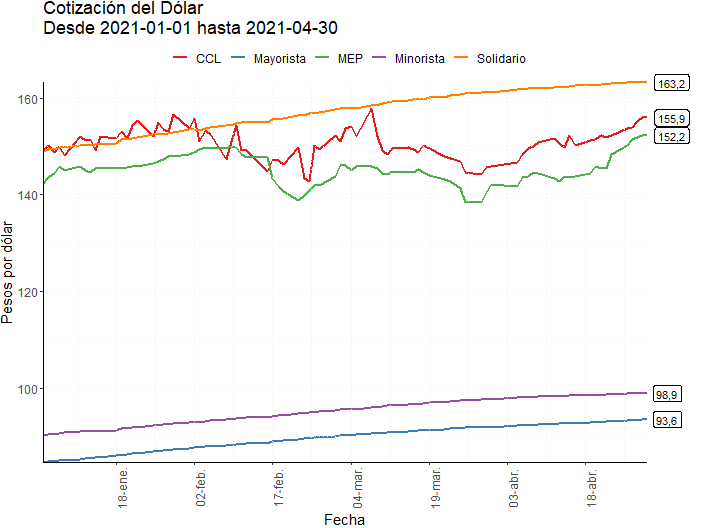 Cotización del Dólar
Desde 2021-01-01 hasta 2021-04-30
CCL Mayorista MEP Minorista Solidario
Pesos por dólar
160
140
120
100
163,2
155,9
152,2
98,9
93,6
18-ene.
02-feb.
17-feb.
04-mar.
19-mar.
03-abr.
18-abr.
Fecha